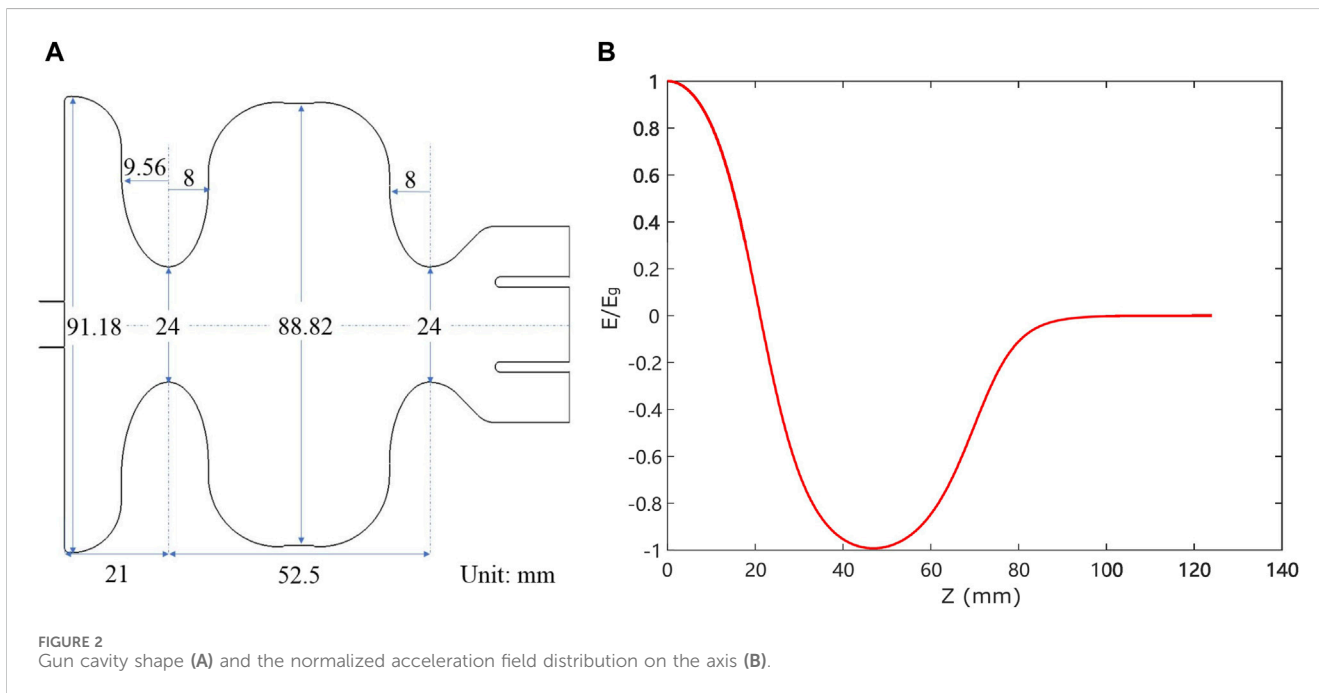 A
9.56
8
8
91.18
24
88.82
24
21
52.5
Unit: mm
B
1
0.8
0.6
0.4
0.2
0
-0.2
-0.4
-0.6
-0.8
-1
E/Eg
0 20 40 60 80 100 120 140
Z (mm)
FIGURE 2
Gun cavity shape (A) and the normalized acceleration field distribution on the axis (B).